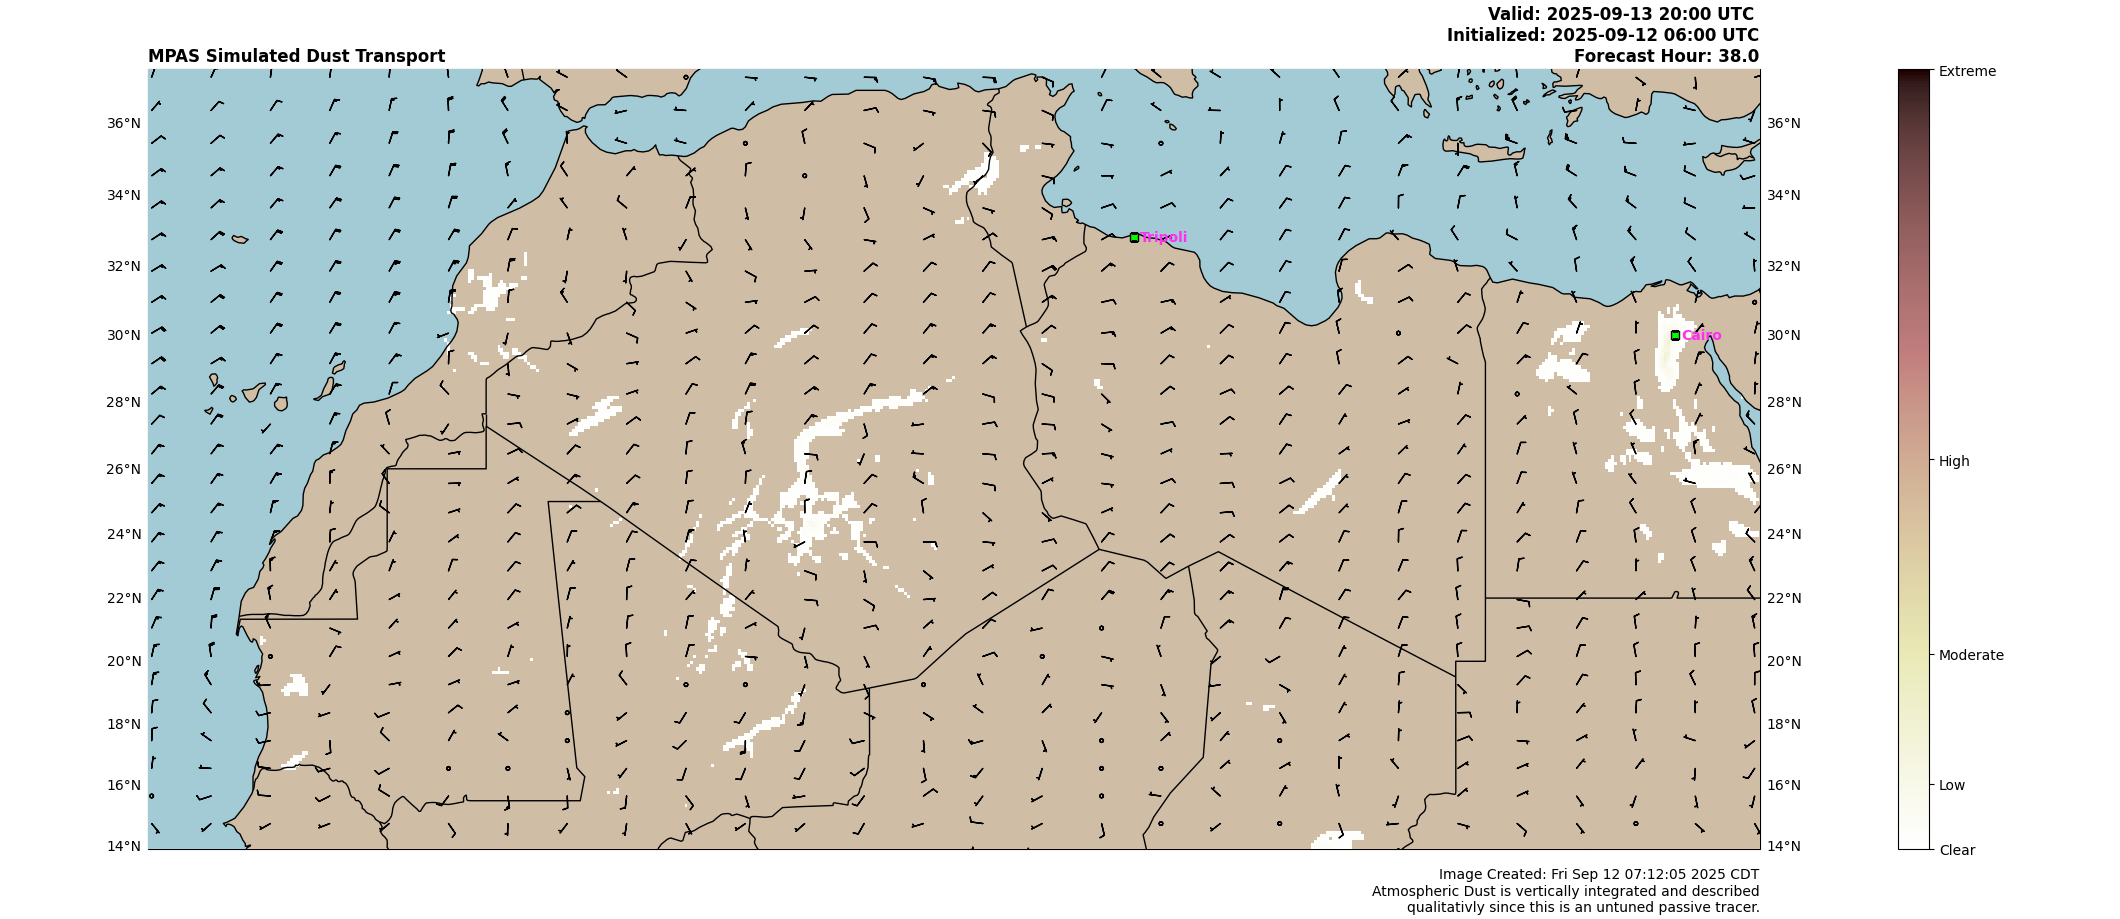 Valid: 2025-09-13 20:00 UTC
Initialized: 2025-09-12 06:00 UTC
MPAS Simulated Dust Transport
Forecast Hour: 38.0
Extreme
36°N
36°N
34°N
34°N
Tripoli
32°N
32°N
30°N
Cairo
30°N
28°N
28°N
26°N
26°N
High
24°N
24°N
22°N
22°N
20°N
20°N
Moderate
18°N
18°N
16°N
16°N
Low
14°N
14°N
Clear
Image Created: Fri Sep 12 07:12:05 2025 CDT
Atmospheric Dust is vertically integrated and described
qualitativly since this is an untuned passive tracer.